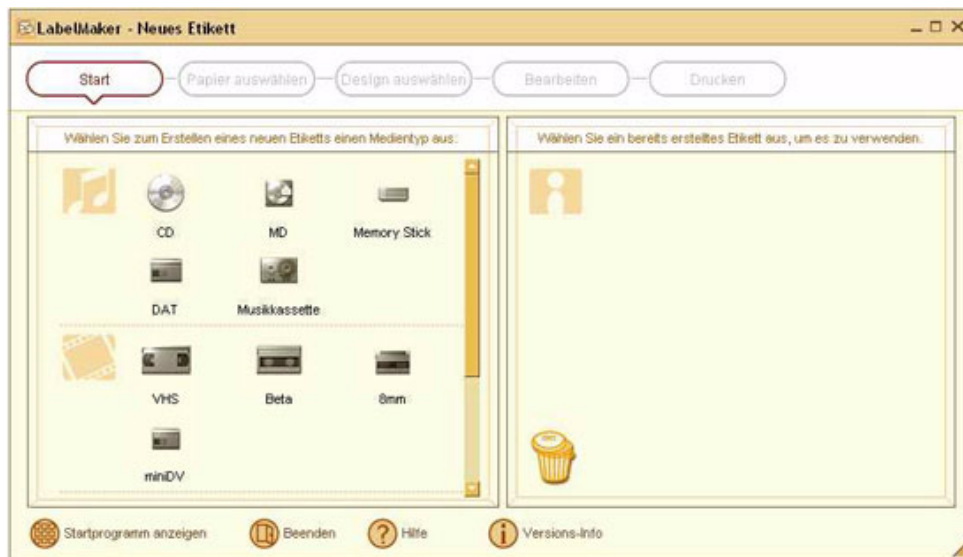 LabelMaker - Neues Etikett
Start
Papier auswählen
Design auswählen
Bearbeiten
Drucken
Wählen Sie zum Erstellen eines neuen Etiketts einen Medientyp aus:
CD
MD
Memory Stick
DAT
Musikkassette
VHS
Beta
8mm
miniDV
Wählen Sie ein bereits erstelltes Etikett aus, um es zu verwenden.
Startprogramm anzeigen
Beenden
Hilfe
Versions-Info